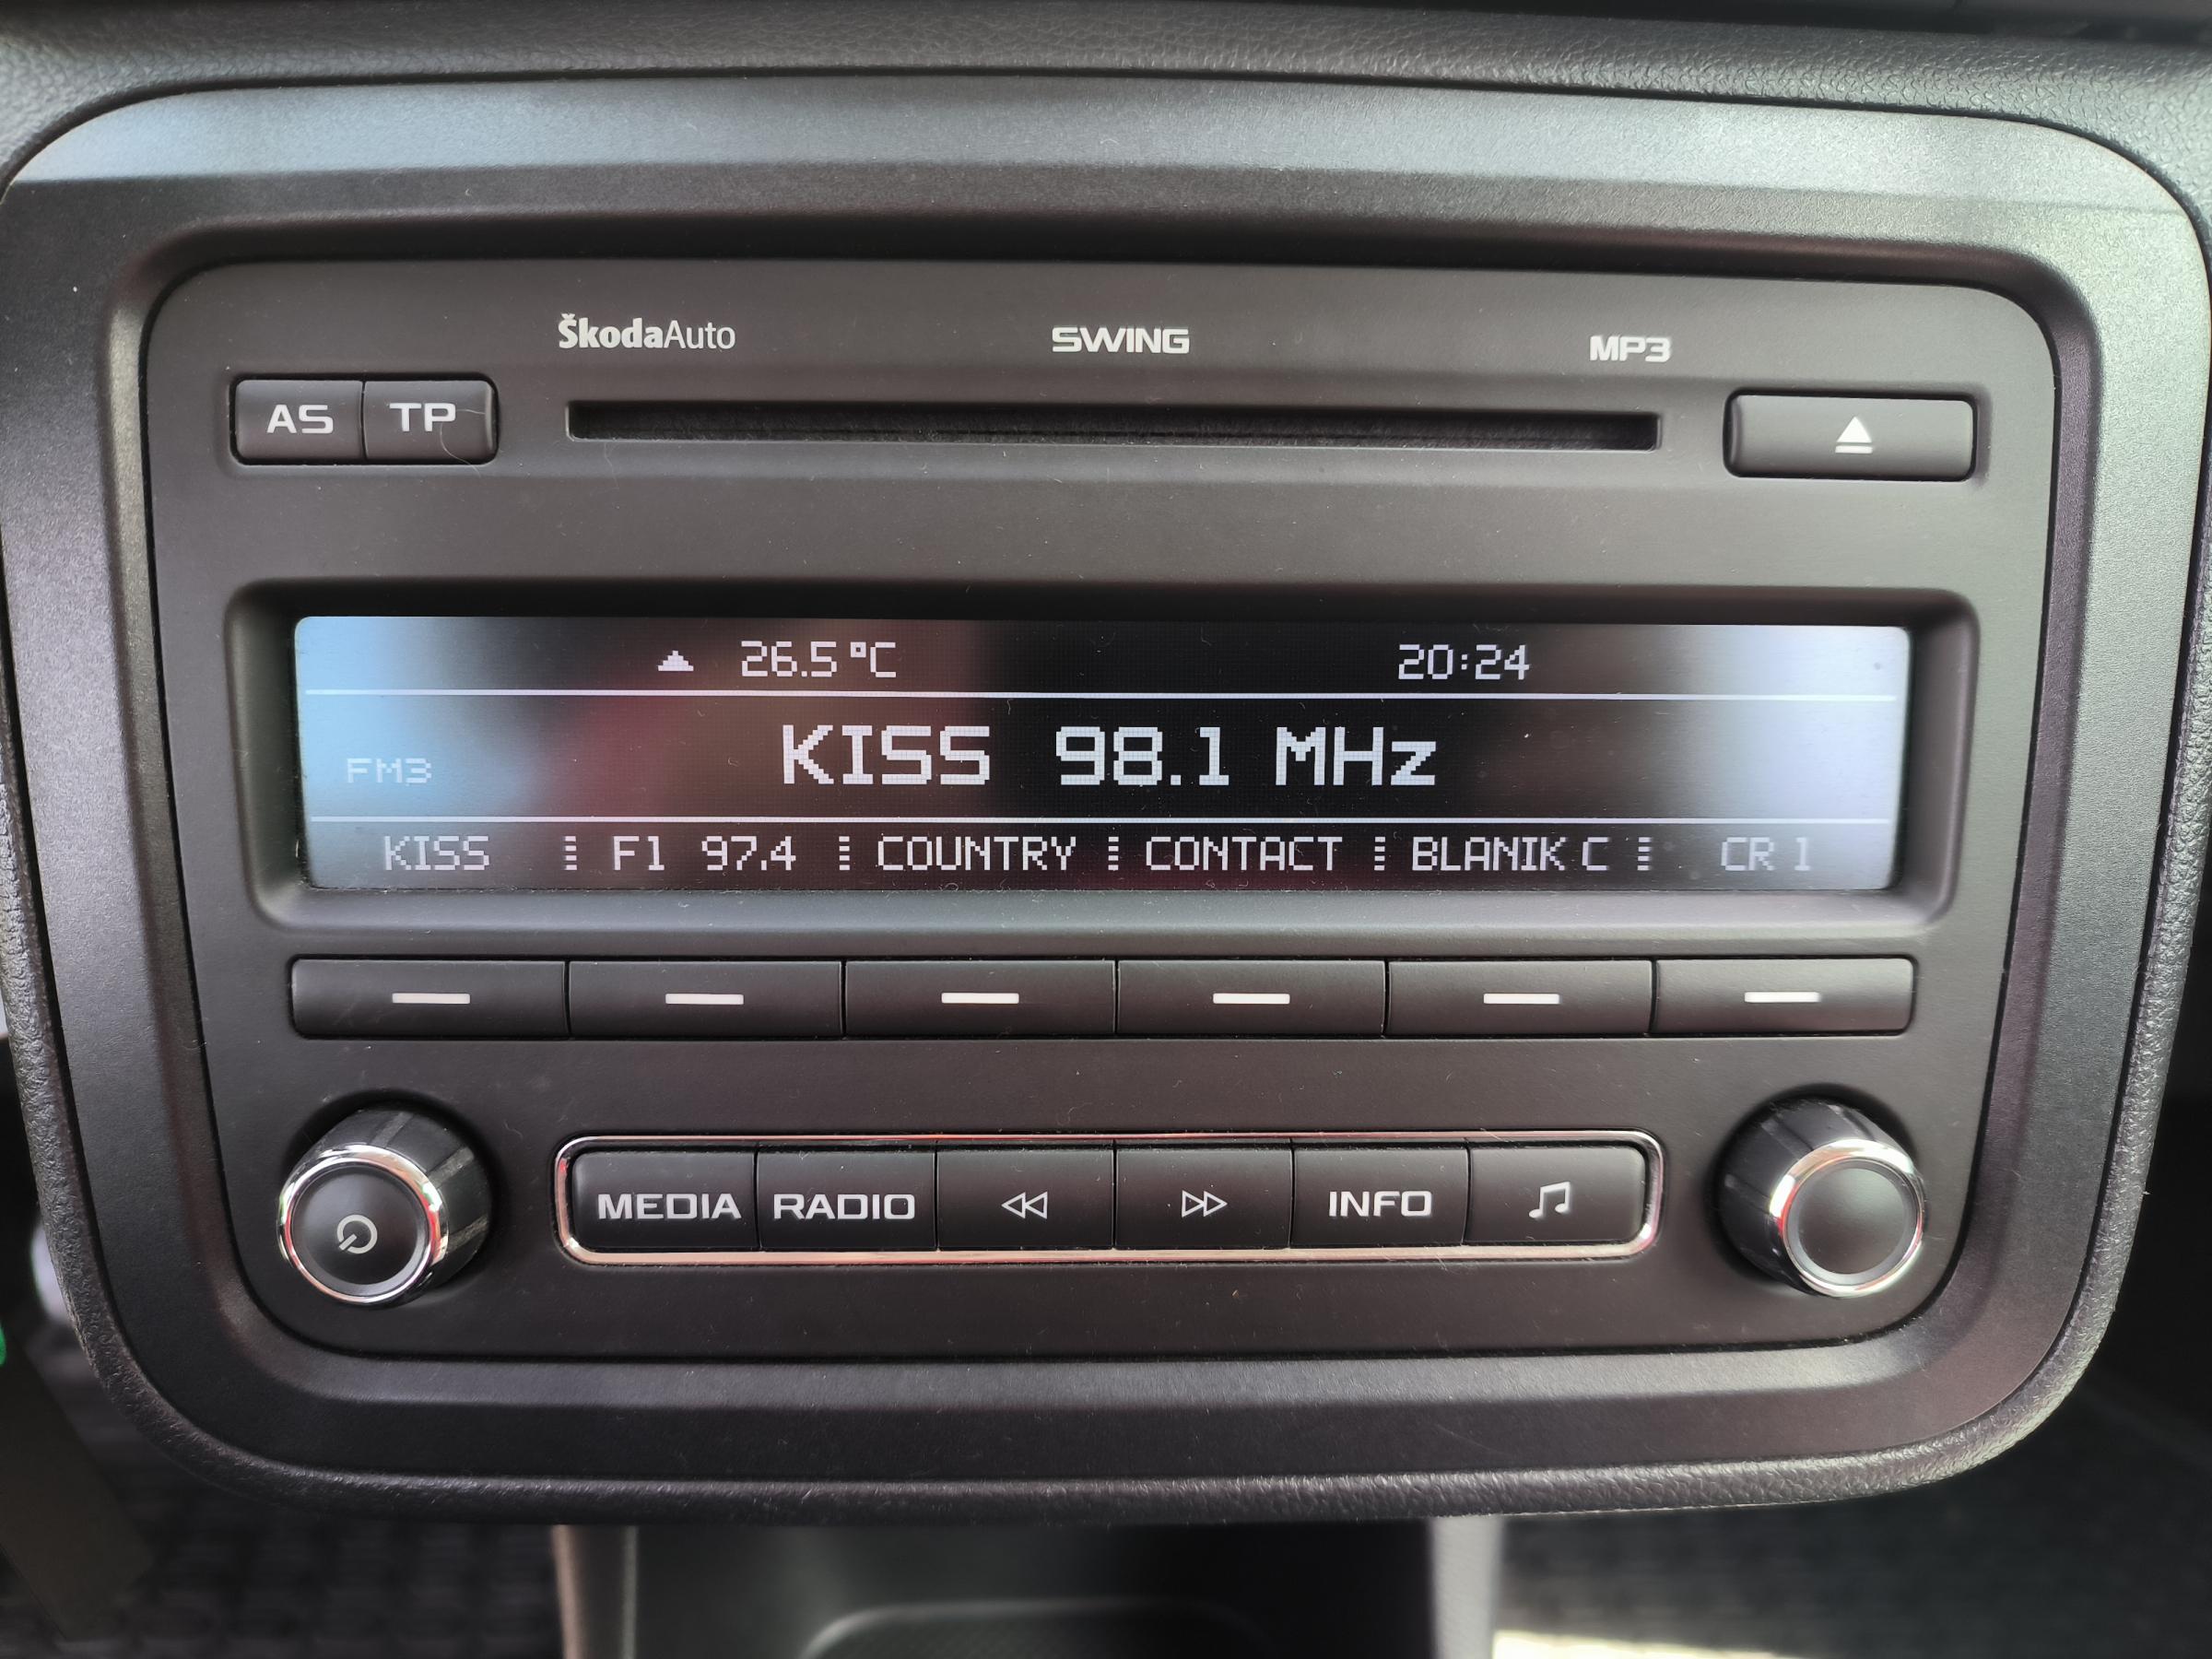 ŠkodaAuto SWING MP3
AS TP
26.5°C 20:24
FM3 KISS 98.1 MHz
KISS F1 97.4 COUNTRY CONTACT BLANIK C CR 1
MEDIA RADIO INFO